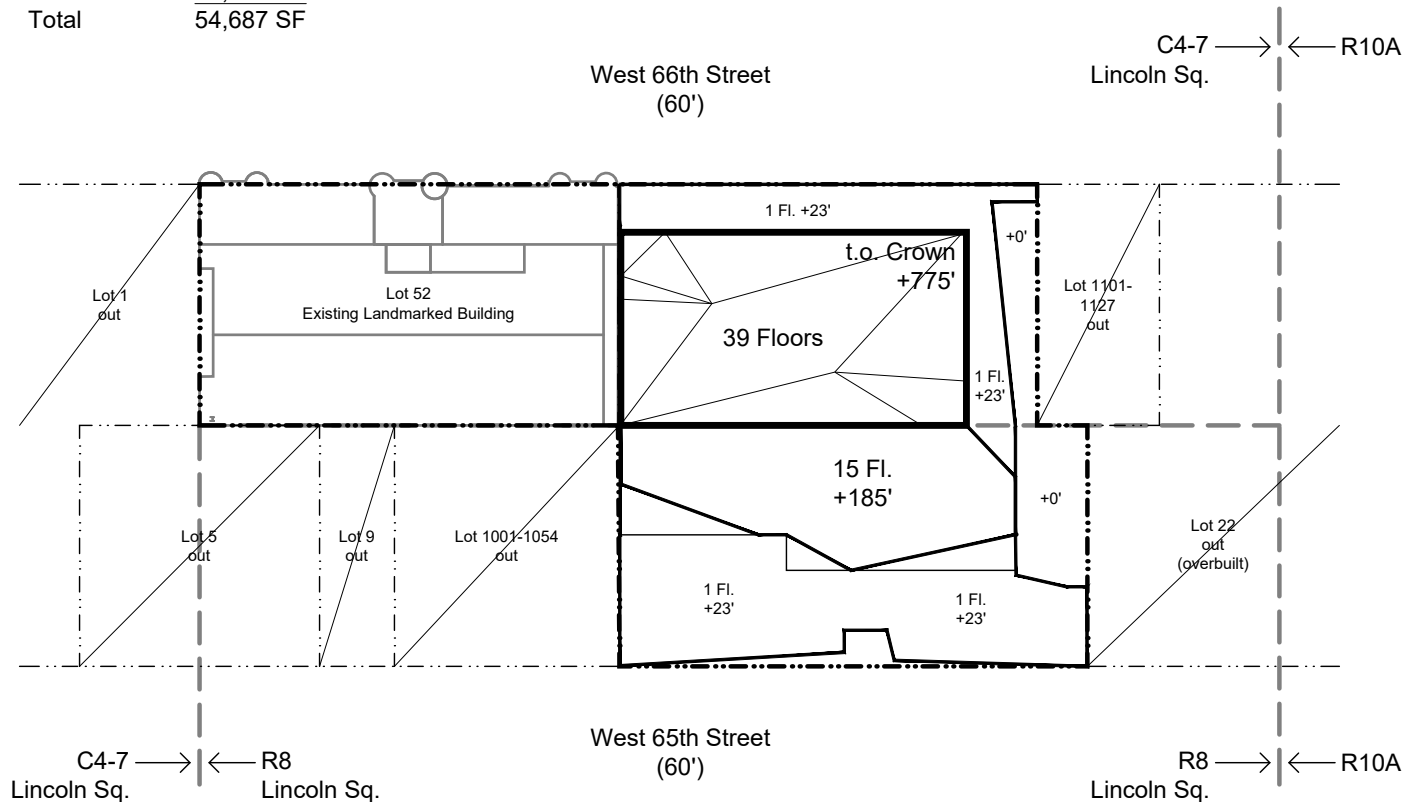 Total 54,687 SF
C4-7 R10A
Lincoln Sq.
West 66th Street
(60')
1 Fl. +23'
+0'
t.o. Crown
+775'
Lot 1
out
Lot 52
Existing Landmarked Building
Lot 1101-
1127
out
39 Floors
1 Fl.
+23'
15 Fl.
+185'
+0'
Lot 5
out
Lot 9
out
Lot 1001-1054
out
Lot 22
out
(overbuilt)
1 Fl.
+23'
1 Fl.
+23'
West 65th Street
(60')
C4-7 R8
Lincoln Sq. Lincoln Sq.
R8 R10A
Lincoln Sq.